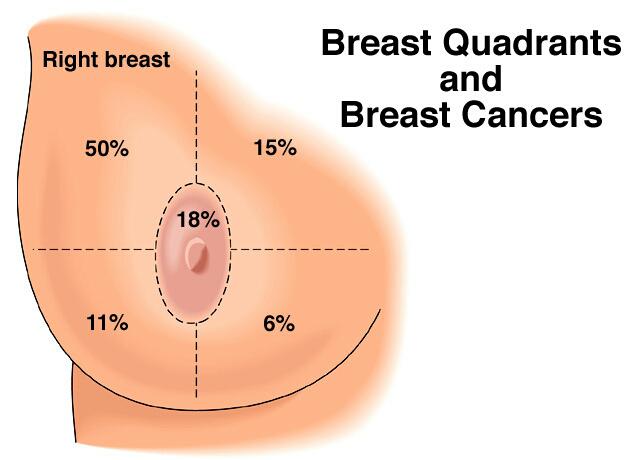 Breast Quadrants
and
Breast Cancers
Right breast
50%
15%
18%
11%
6%